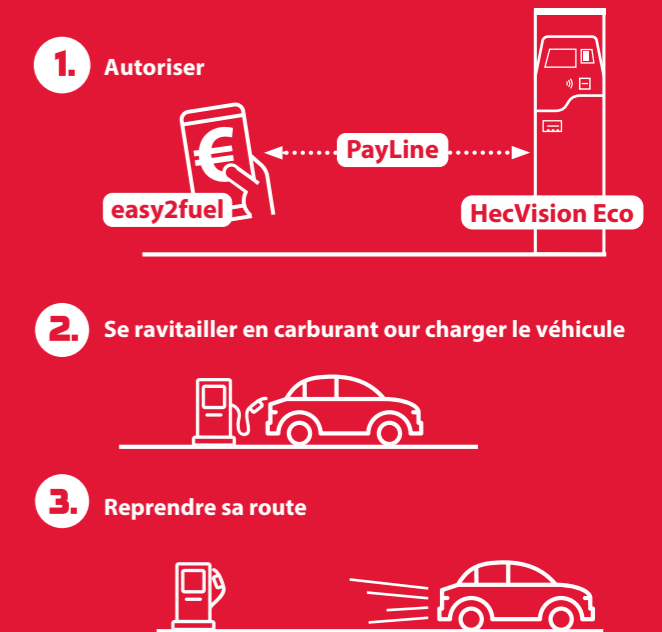 1. Autoriser
€
PayLine
easy2fuel
HecVision Eco
2. Se ravitailler en carburant our charger le véhicule
3. Reprendre sa route